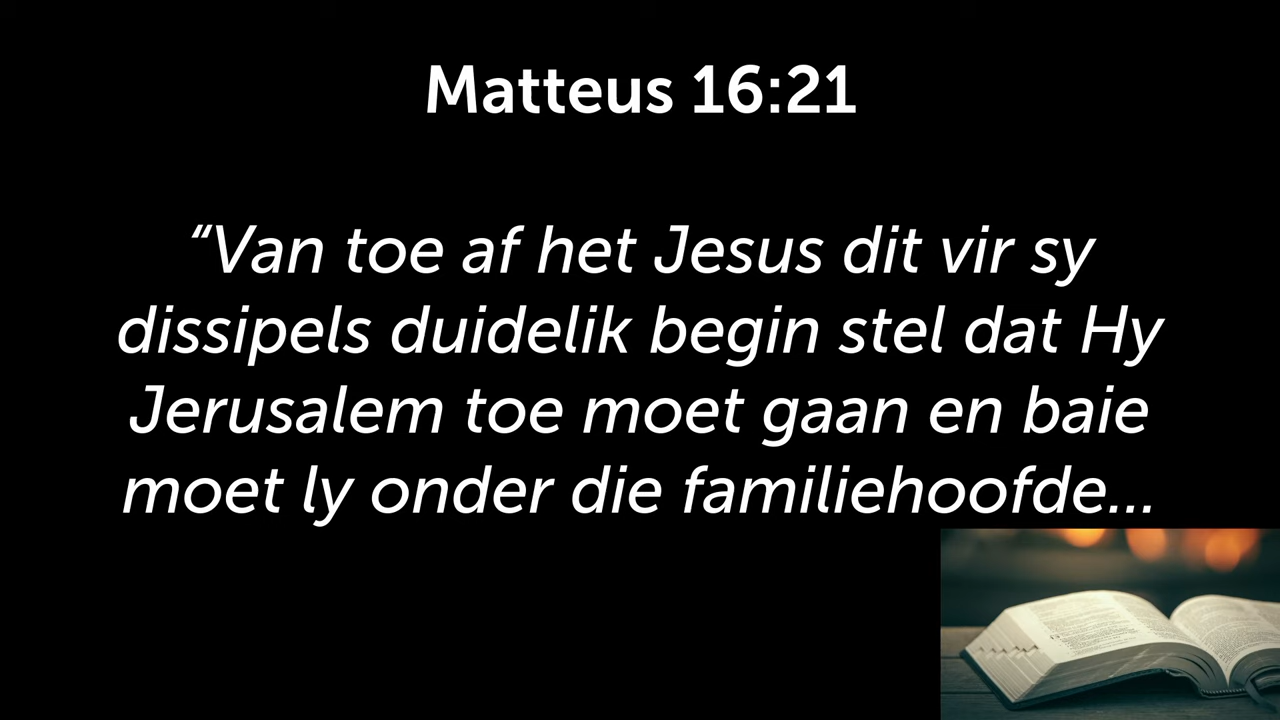 Matteus 16:21
“Van toe af het Jesus dit vir sy
dissipels duidelik begin stel dat Hy
Jerusalem toe moet gaan en baie
moet ly onder die familiehoofde...